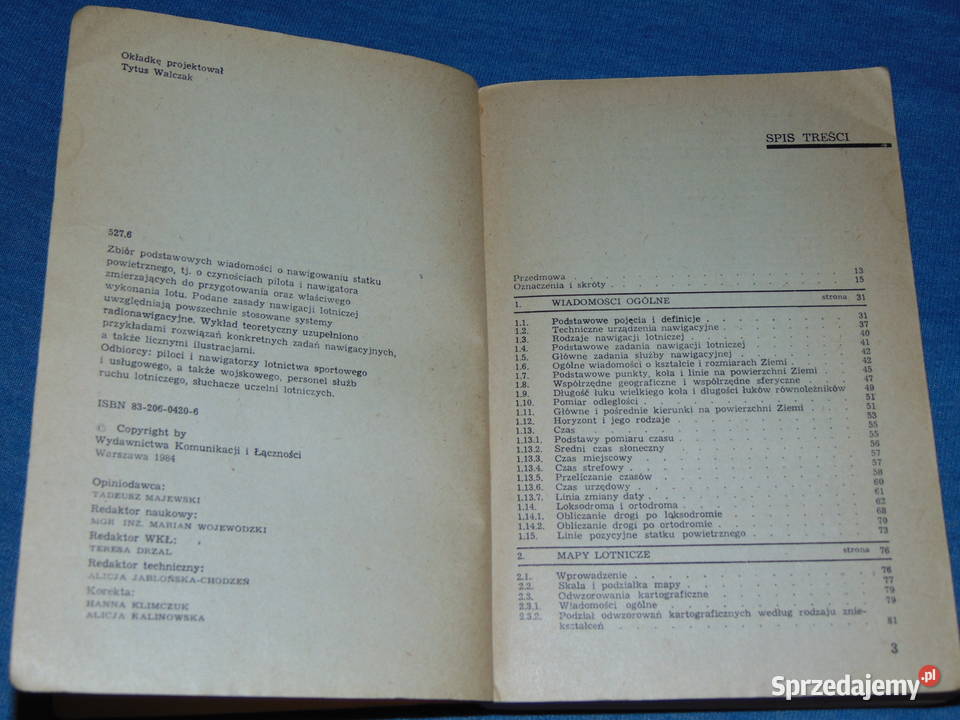 Okładkę projektował
Tytus Walczak
527.6
Zbiór podstawowych wiadomości o nawigowaniu statku
powietrznego, tj. o czynościach pilota i nawigatora
zmierzających do przygotowania oraz właściwego
wykonania lotu. Podane zasady nawigacji lotniczej
uwzględniają powszechnie stosowane systemy
radionawigacyjne. Wykład teoretyczny uzupełniono
przykładami rozwiązań konkretnych zadań nawigacyjnych,
a także licznymi ilustracjami.
Odbiorcy: piloci i nawigatorzy lotnictwa sportowego
i usługowego, a także wojskowego, personel służb
ruchu lotniczego, słuchacze uczelni lotniczych.
ISBN 83-206-0420-6
© Copyright by
Wydawnictwa Komunikacji i Łączności
Warszawa 1984
Opiniodawca:
TADEUSZ MAJEWSKI
Redaktor naukowy:
MGR INŻ. MARIAN WOJEWÓDZKI
Redaktor WKŁ:
TERESA DRZAL
Redaktor techniczny:
ALICJA JABŁOŃSKA-CHODZEŃ
Korekta:
HANNA KLIMCZUK
ALICJA KALINOWSKA
SPIS TREŚCI
Przedmowa . . . . . 13
Oznaczenia i skróty . . . . . 15
1. WIADOMOŚCI OGÓLNE strona 31
1.1. Podstawowe pojęcia i definicje . . . . . 31
1.2. Techniczne urządzenia nawigacyjne . . . . . 37
1.3. Rodzaje nawigacji lotniczej . . . . . 40
1.4. Podstawowe zadania nawigacji lotniczej . . . . . 41
1.5. Główne zadania służby nawigacyjnej . . . . . 42
1.6. Ogólne wiadomości o kształcie i rozmiarach Ziemi . . . . . 42
1.7. Podstawowe punkty, koła i linie na powierzchni Ziemi . . . . . 45
1.8. Współrzędne geograficzne i współrzędne sferyczne . . . . . 47
1.9. Długość łuku wielkiego koła i długości łuków równoleżników 49
1.10. Pomiar odległości . . . . . 51
1.11. Główne i pośrednie kierunki na powierzchni Ziemi . . . . . 51
1.12. Horyzont i jego rodzaje . . . . . 53
1.13. Czas . . . . . 55
1.13.1. Podstawy pomiaru czasu . . . . . 55
1.13.2. Średni czas słoneczny . . . . . 56
1.13.3. Czas miejscowy . . . . . 57
1.13.4. Czas strefowy . . . . . 57
1.13.5. Przeliczanie czasów . . . . . 58
1.13.6. Czas urzędowy . . . . . 60
1.13.7. Linia zmiany daty . . . . . 61
1.14. Loksodroma i ortodroma . . . . . 62
1.14.1. Obliczanie drogi po loksodromie . . . . . 68
1.14.2. Obliczanie drogi po ortodromie . . . . . 70
1.15. Linie pozycyjne statku powietrznego . . . . . 73
2. MAPY LOTNICZE strona 76
2.1. Wprowadzenie . . . . . 76
2.2. Skala i podziałka mapy . . . . . 77
2.3. Odwzorowania kartograficzne . . . . . 79
2.3.1. Wiadomości ogólne . . . . . 79
2.3.2. Podział odwzorowań kartograficznych według rodzaju znie-
kształceń . . . . . 81
3
Sprzedajemy.pl